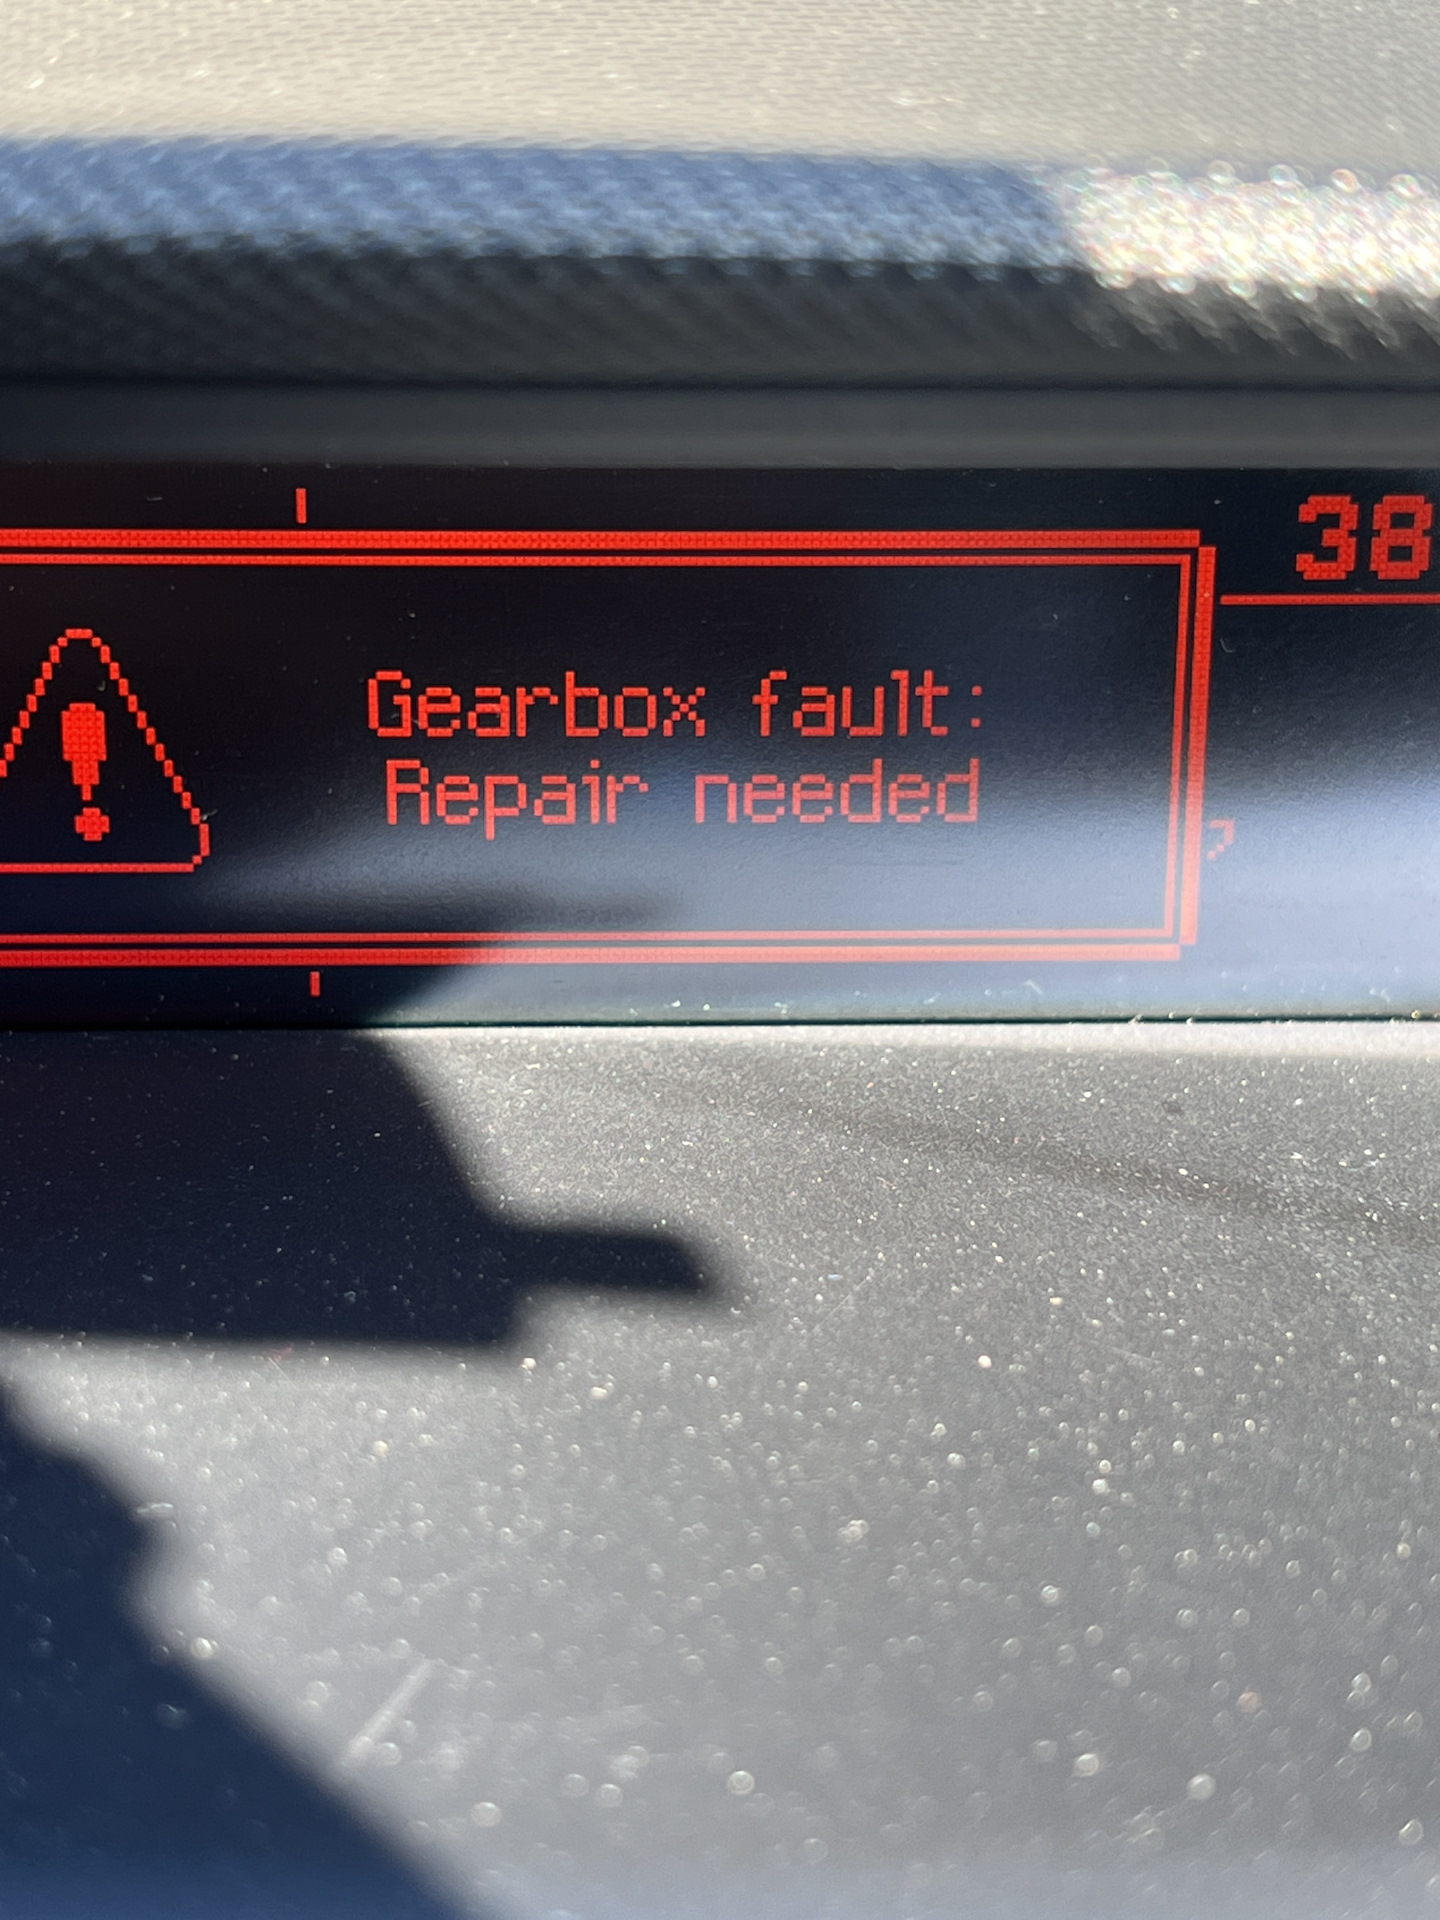 38
Gearbox fault:
Repair needed